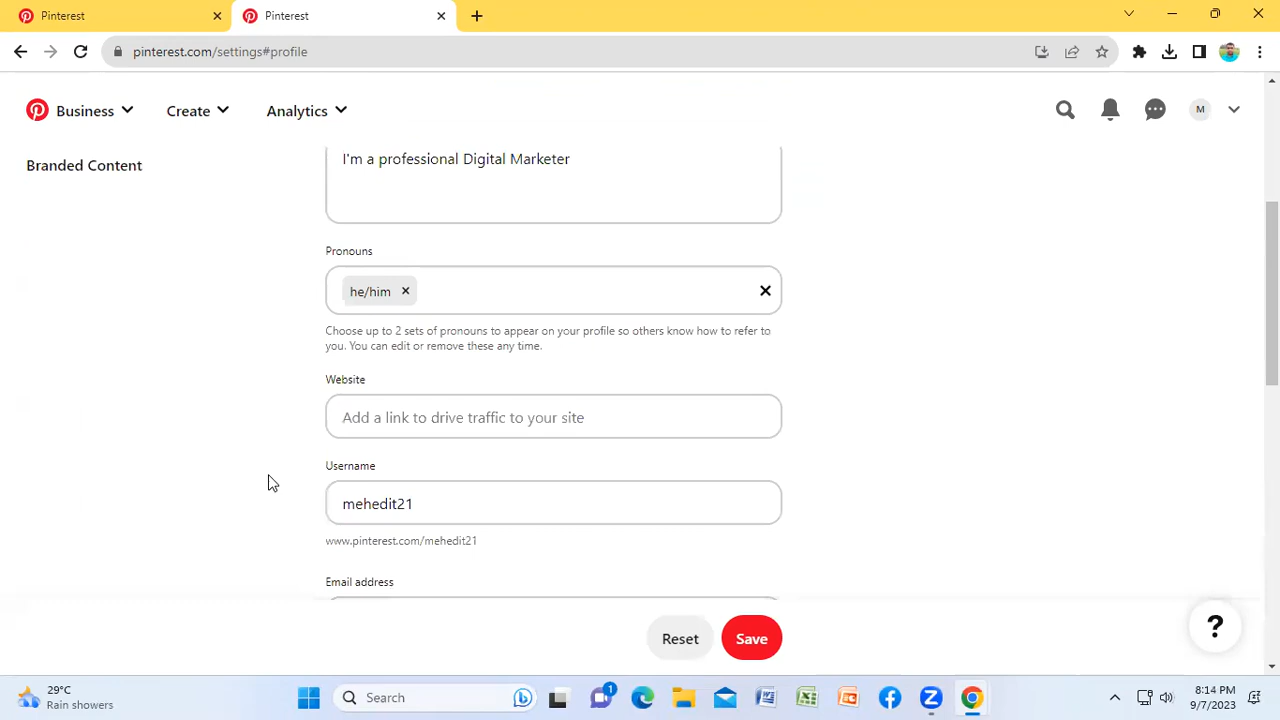 Pinterest
Pinterest
pinterest.com/settings#profile
Business
Create
Analytics
M
Branded Content
I'm a professional Digital Marketer
Pronouns
he/him
Choose up to 2 sets of pronouns to appear on your profile so others know how to refer to
you. You can edit or remove these any time.
Website
Add a link to drive traffic to your site
Username
mehedit21
www.pinterest.com/mehedit21
Email address
Reset
Save
?
29°C
Rain showers
Search
1
8:14 PM
9/7/2023